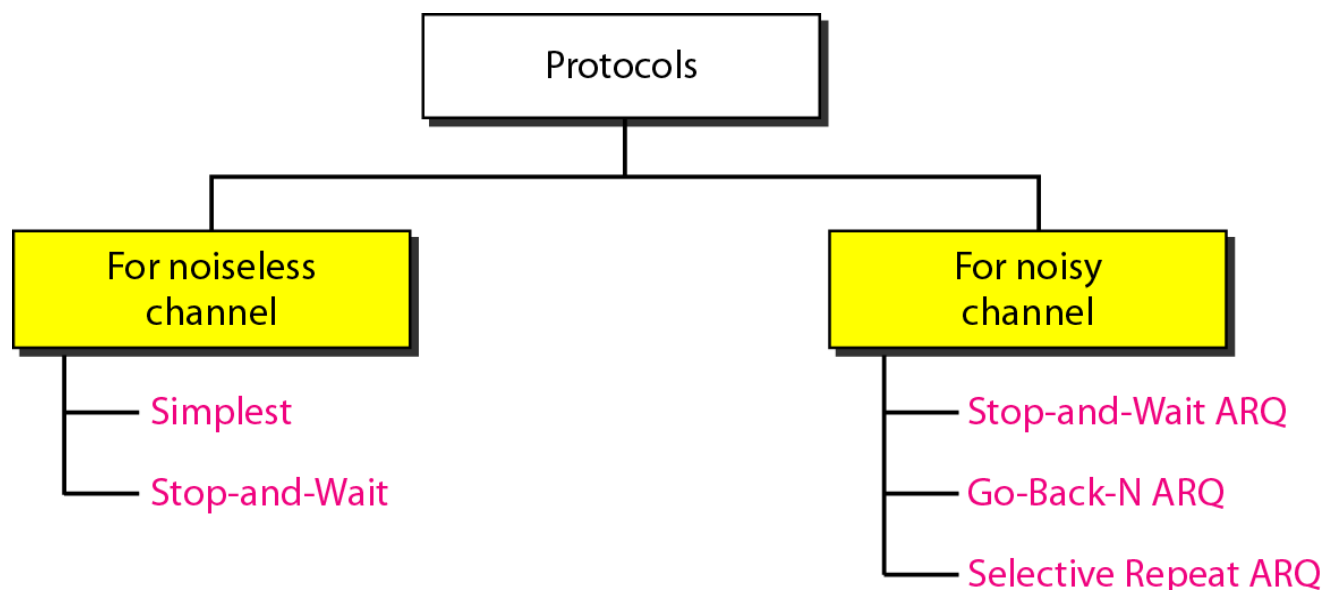 Protocols
For noiseless
channel
For noisy
channel
Simplest
Stop-and-Wait
Stop-and-Wait ARQ
Go-Back-N ARQ
Selective Repeat ARQ